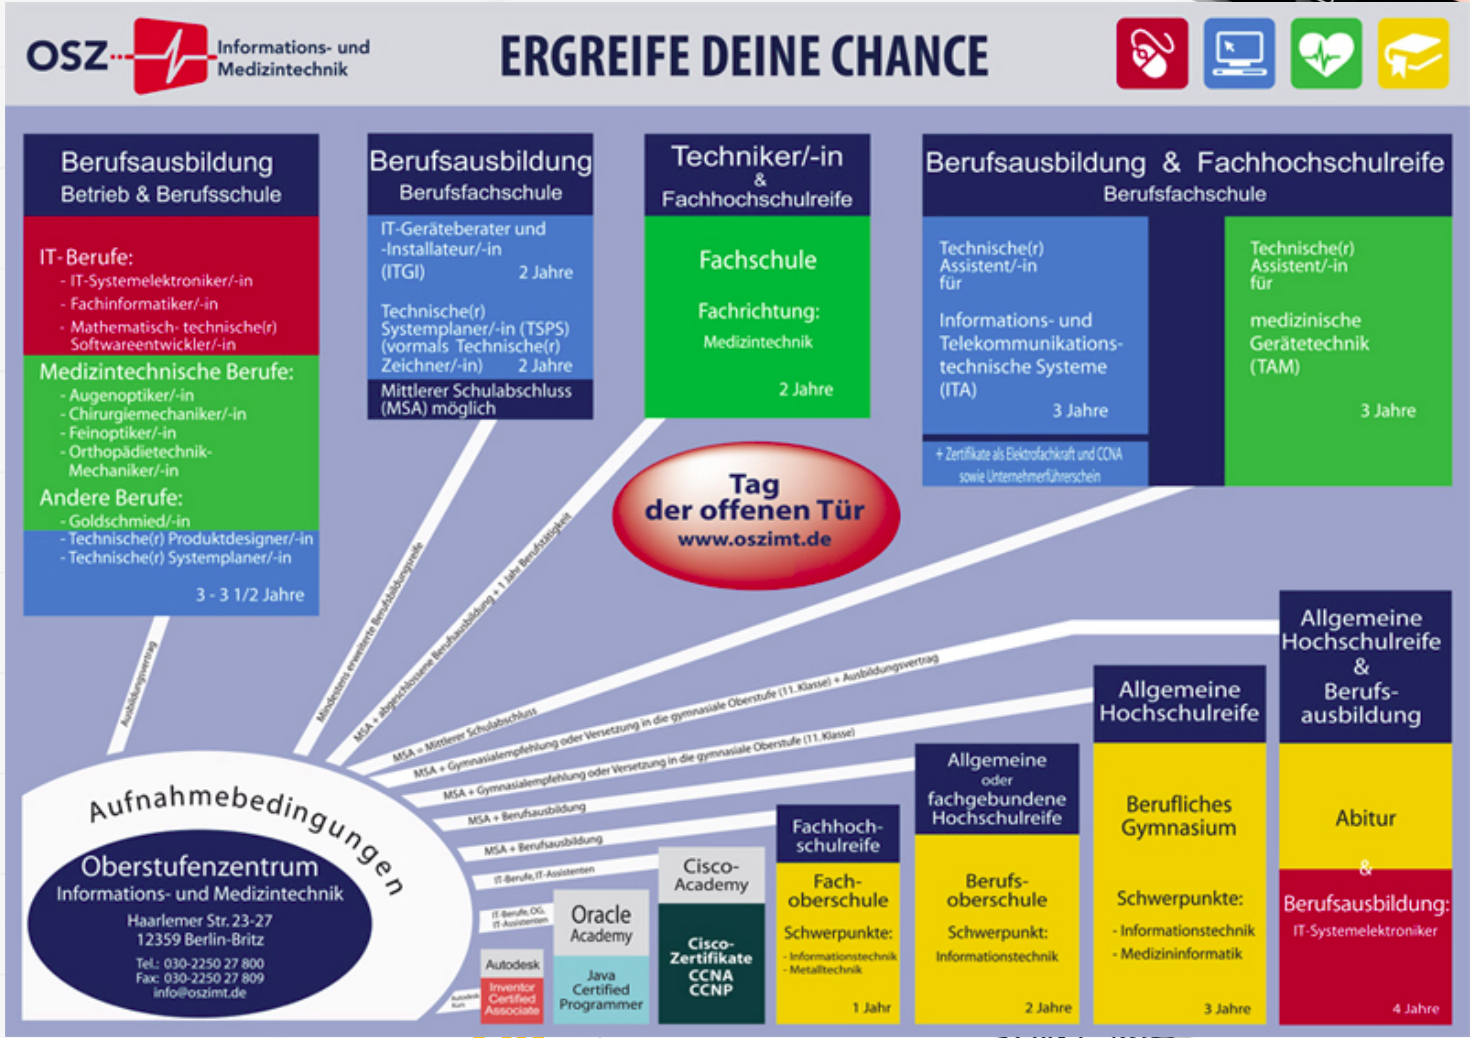 OSZ
Informations- und
Medizintechnik
ERGREIFE DEINE CHANCE
Berufsausbildung
Betrieb & Berufsschule
IT-Berufe:
- IT-Systemelektroniker/-in
- Fachinformatiker/-in
- Mathematisch- technische(r)
Softwareentwickler/-in
Medizintechnische Berufe:
- Augenoptiker/-in
- Chirurgiemechaniker/-in
- Feinoptiker/-in
- Orthopädietechnik-
Mechaniker/-in
Andere Berufe:
- Goldschmied/-in
- Technische(r) Produktdesigner/-in
- Technische(r) Systemplaner/-in
3 - 3 1/2 Jahre
Berufsausbildung
Berufsfachschule
IT-Geräteberater und
-Installateur/-in
(ITGI) 2 Jahre
Technische(r)
Systemplaner/-in (TSPS)
(vormals Technische(r)
Zeichner/-in) 2 Jahre
Mittlerer Schulabschluss
(MSA) möglich
Techniker/-in
&
Fachhochschulreife
Fachschule
Fachrichtung:
Medizintechnik
2 Jahre
Berufsausbildung & Fachhochschulreife
Berufsfachschule
Technische(r)
Assistent/-in
für
Informations- und
Telekommunikations-
technische Systeme
(ITA)
3 Jahre
+ Zertifikate als Elektrofachkraft und CCNA
sowie Unternehmerführerschein
Technische(r)
Assistent/-in
für
medizinische
Gerätetechnik
(TAM)
3 Jahre
Tag
der offenen Tür
www.oszimt.de
Ausbildungsvertrag
Mindestens erweiterte Berufsbildungsreife
MSA + abgeschlossene Berufsausbildung + 1 Jahr Berufstätigkeit
MSA = Mittlerer Schulabschluss
MSA + Gymnasialempfehlung oder Versetzung in die gymnasiale Oberstufe (11. Klasse) + Ausbildungsvertrag
MSA + Gymnasialempfehlung oder Versetzung in die gymnasiale Oberstufe (11. Klasse)
MSA + Berufsausbildung
MSA + Berufsausbildung
IT-Berufe, IT-Assistenten
IT-Berufe, OG,
IT-Assistenten
Autodesk
Kurs
Aufnahmebedingungen
Oberstufenzentrum
Informations- und Medizintechnik
Haarlemer Str. 23-27
12359 Berlin-Britz
Tel.: 030-2250 27 800
Fax: 030-2250 27 809
info@oszimt.de
Autodesk
Inventor
Certified
Associate
Oracle
Academy
Java
Certified
Programmer
Cisco-
Academy
Cisco-
Zertifikate
CCNA
CCNP
Fachhoch-
schulreife
Fach-
oberschule
Schwerpunkte:
- Informationstechnik
- Metalltechnik
1 Jahr
Allgemeine
oder
fachgebundene
Hochschulreife
Berufs-
oberschule
Schwerpunkt:
Informationstechnik
2 Jahre
Allgemeine
Hochschulreife
Berufliches
Gymnasium
Schwerpunkte:
- Informationstechnik
- Medizininformatik
3 Jahre
Allgemeine
Hochschulreife
&
Berufs-
ausbildung
Abitur
&
Berufsausbildung:
IT-Systemelektroniker
4 Jahre